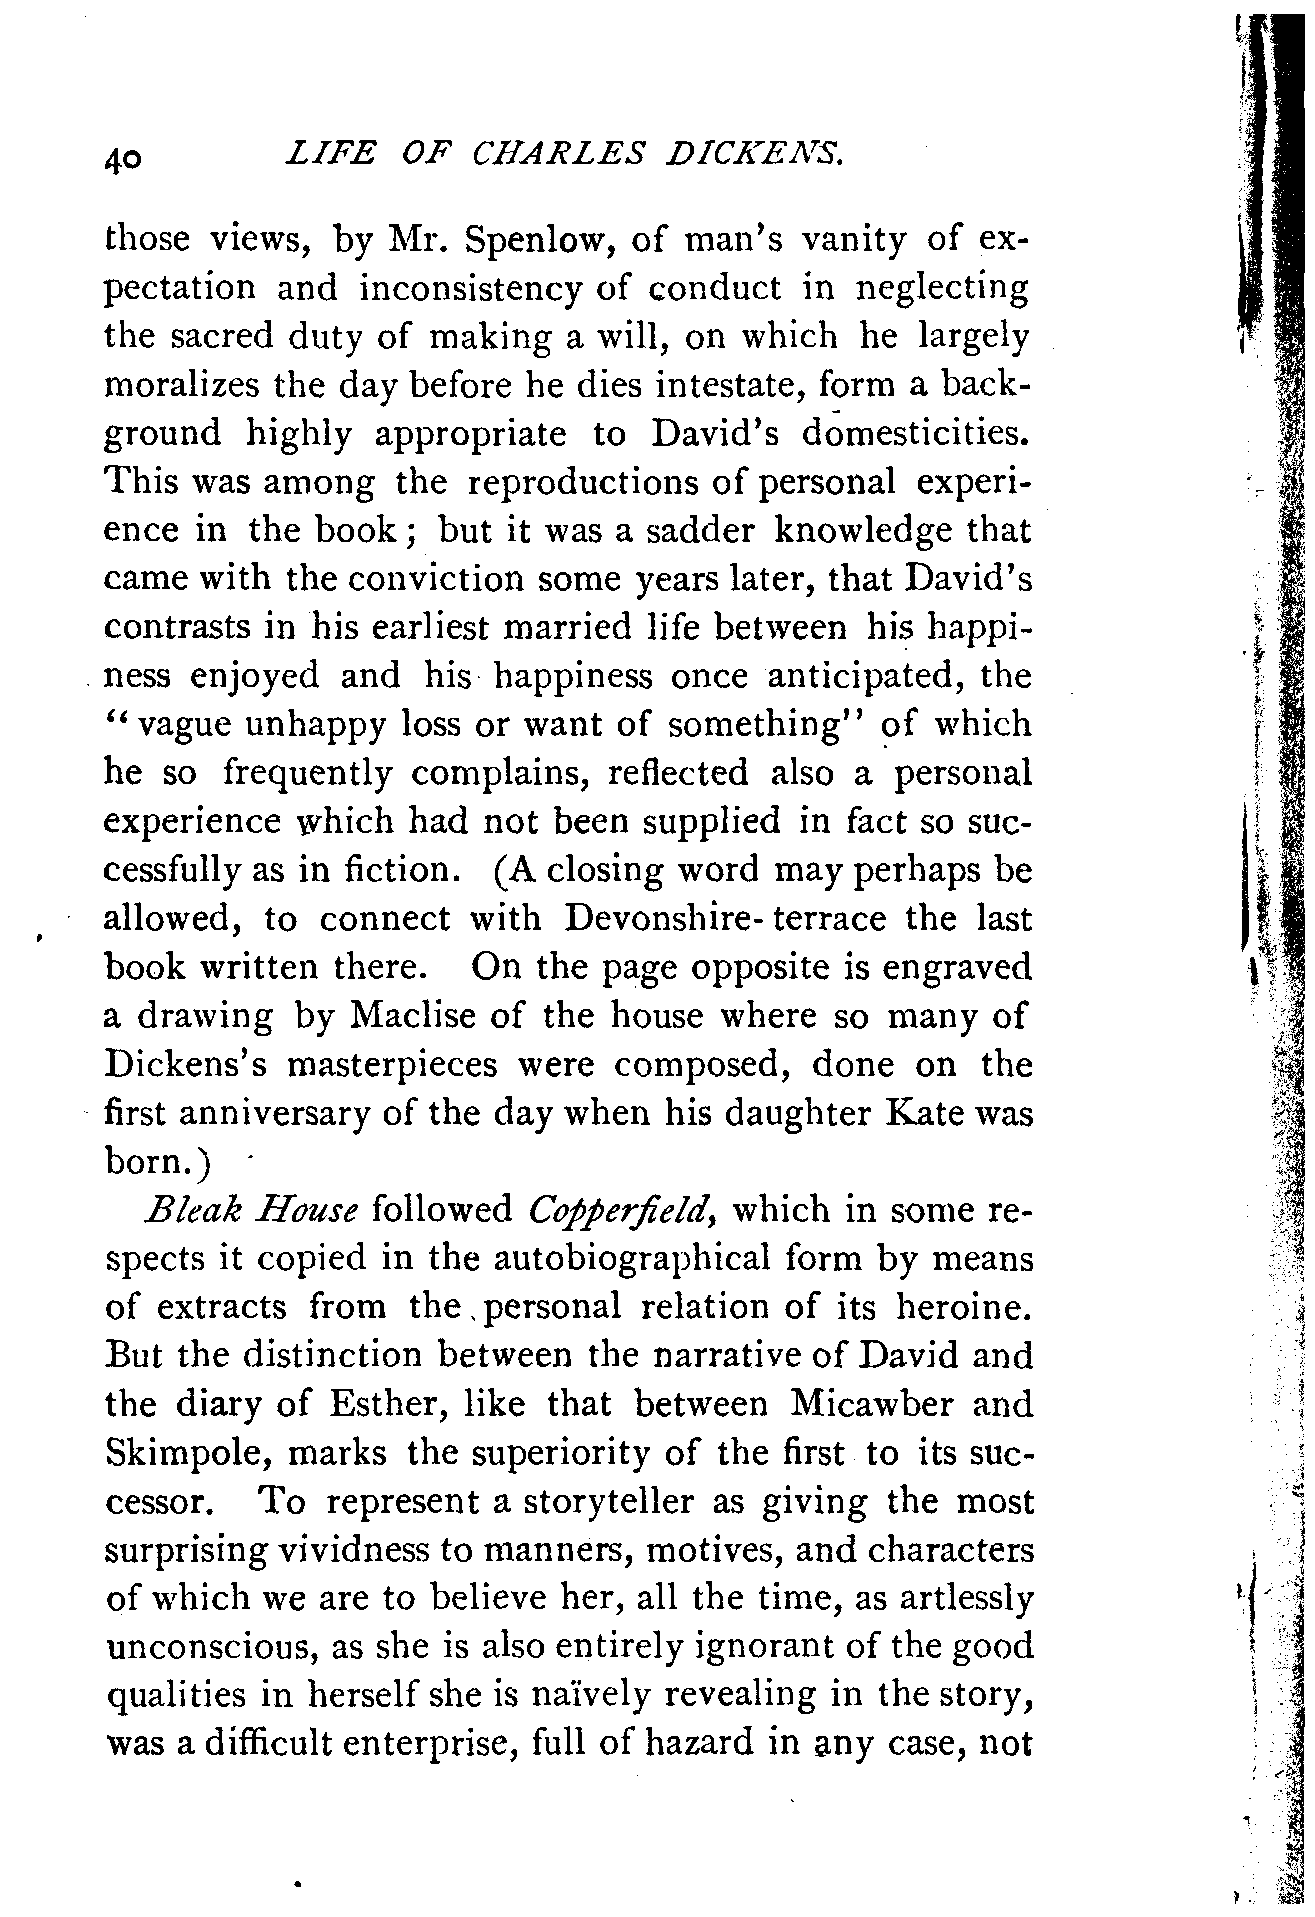 40 LIFE OF CHARLES DICKENS.
those views, by Mr. Spenlow, of man's vanity of ex-
pectation and inconsistency of conduct in neglecting
the sacred duty of making a will, on which he largely
moralizes the day before he dies intestate, form a back-
ground highly appropriate to David's domesticities.
This was among the reproductions of personal experi-
ence in the book; but it was a sadder knowledge that
came with the conviction some years later, that David's
contrasts in his earliest married life between his happi-
ness enjoyed and his happiness once anticipated, the
"vague unhappy loss or want of something" of which
he so frequently complains, reflected also a personal
experience which had not been supplied in fact so suc-
cessfully as in fiction. (A closing word may perhaps be
allowed, to connect with Devonshire-terrace the last
book written there. On the page opposite is engraved
a drawing by Maclise of the house where so many of
Dickens's masterpieces were composed, done on the
first anniversary of the day when his daughter Kate was
born.)
Bleak House followed Copperfield, which in some re-
spects it copied in the autobiographical form by means
of extracts from the personal relation of its heroine.
But the distinction between the narrative of David and
the diary of Esther, like that between Micawber and
Skimpole, marks the superiority of the first to its suc-
cessor. To represent a storyteller as giving the most
surprising vividness to manners, motives, and characters
of which we are to believe her, all the time, as artlessly
unconscious, as she is also entirely ignorant of the good
qualities in herself she is naïvely revealing in the story,
was a difficult enterprise, full of hazard in any case, not